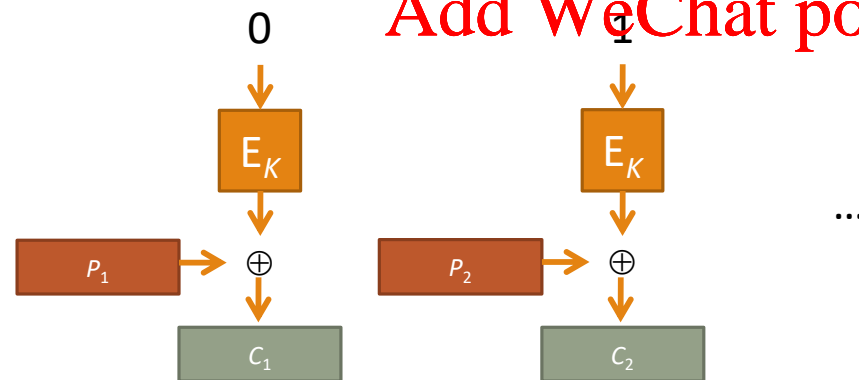 Add WeChat po
0 1
E_K E_K
...
P_1 ⊕ P_2 ⊕
C_1 C_2